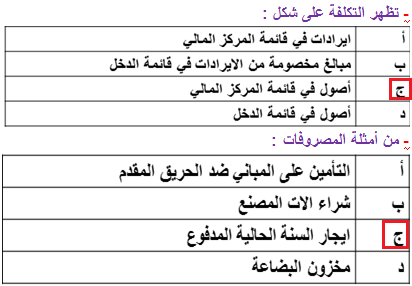 - تظهر التكلفة على شكل :
أ ايرادات في قائمة المركز المالي
ب مبالغ مخصومة من الايرادات في قائمة الدخل
ج أصول في قائمة المركز المالي
د أصول في قائمة الدخل
- من أمثلة المصروفات :
أ التأمين على المباني ضد الحريق المقدم
ب شراء الات المصنع
ج ايجار السنة الحالية المدفوع
د مخزون البضاعة